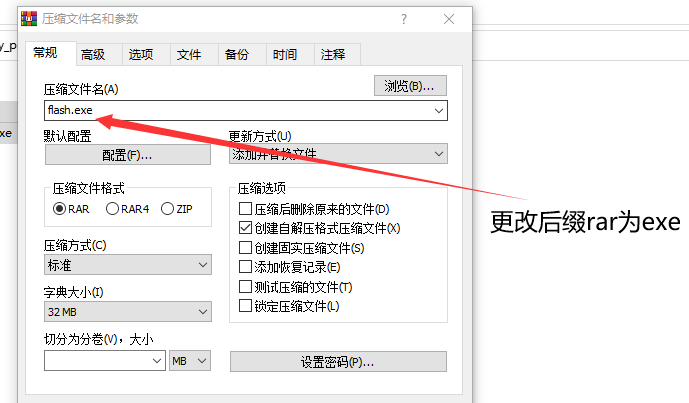 压缩文件名和参数
y_p
常规 高级 选项 文件 备份 时间 注释
压缩文件名(A) 浏览(B)...
flash.exe
xe
默认配置 更新方式(U)
配置(F)... 添加并替换文件
压缩文件格式 压缩选项
RAR RAR4 ZIP 压缩后删除原来的文件(D)
创建自解压格式压缩文件(X)
更改后缀rar为exe
压缩方式(C) 创建固实压缩文件(S)
标准 添加恢复记录(E)
字典大小(I) 测试压缩的文件(T)
32 MB 锁定压缩文件(L)
切分为分卷(V)，大小
MB 设置密码(P)...